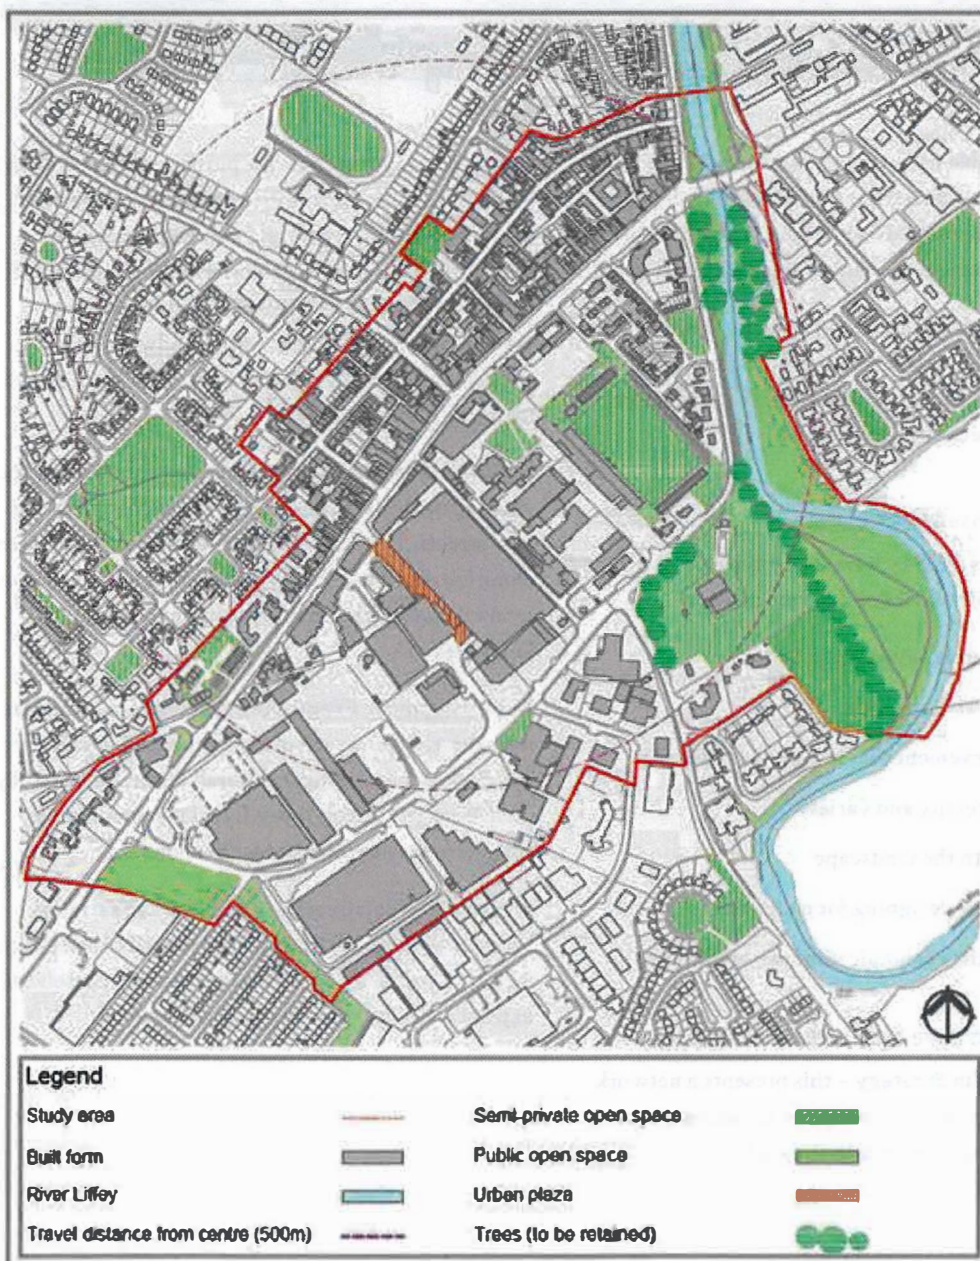 Legend
Study area
Built form
River Liffey
Travel distance from centre (500m)
Semi-private open space
Public open space
Urban plaza
Trees (to be retained)